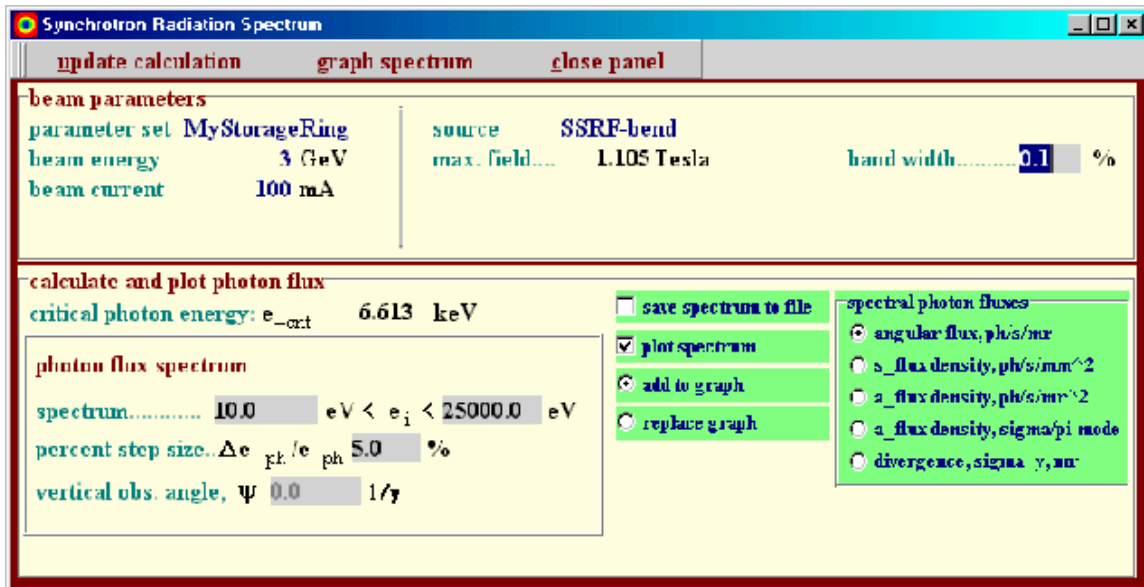 Synchrotron Radiation Spectrum
update calculation graph spectrum close panel
beam parameters
parameter set MyStorageRing
beam energy 3 GeV
beam current 100 mA
source SSRF-bend
max. field.... 1.105 Tesla
band width..........0.1 %
calculate and plot photon flux
critical photon energy: e_crit 6.613 keV
photon flux spectrum
spectrum............ 10.0 eV < e i < 25000.0 eV
percent step size..Δe ph /e ph 5.0 %
vertical obs. angle, Ψ 0.0 1/γ
save spectrum to file
plot spectrum
add to graph
replace graph
spectral photon fluxes
angular flux, ph/s/mr
s_flux density, ph/s/mm^2
a_flux density, ph/s/mr^2
a_flux density, sigma/pi mode
divergence, sigma_y, mr